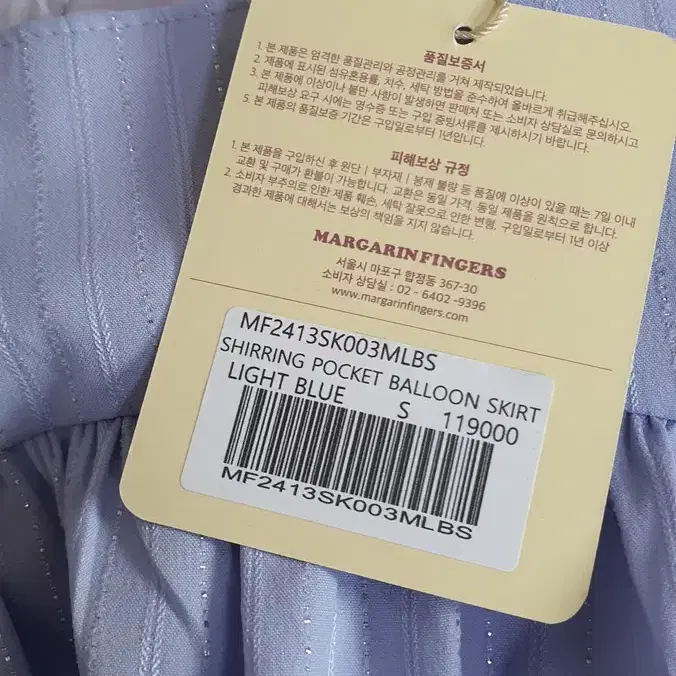 품질보증서
1. 본 제품은 엄격한 품질관리와 공정관리를 거쳐 제작되었습니다.
2. 제품에 표시된 섬유혼용률, 치수, 세탁 방법을 준수하여 올바르게 취급해주십시오.
3. 본 제품에 이상이나 불만 사항이 발생하면 판매처 또는 소비자 상담실로 문의하시고
피해보상 요구 시에는 영수증 또는 구입 증빙서류를 제시하시기 바랍니다.
5. 본 제품의 품질보증 기간은 구입일로부터 1년입니다.
피해보상 규정
1. 본 제품을 구입하신 후 원단 | 부자재 | 봉제 불량 등 품질에 이상이 있을 때는 7일 이내
교환 및 구매가 환불이 가능합니다. 교환은 동일 가격, 동일 제품을 원칙으로 합니다.
2. 소비자 부주의로 인한 제품 훼손, 세탁 잘못으로 인한 변형, 구입일로부터 1년 이상
경과한 제품에 대해서는 보상의 책임을 지지 않습니다.
MARGARIN FINGERS
서울시 마포구 합정동 367-30
소비자 상담실 : 02 - 6402 -9396
www.margarinfingers.com
MF2413SK003MLBS
SHIRRING POCKET BALLOON SKIRT
LIGHT BLUE S 119000
MF2413SK003MLBS